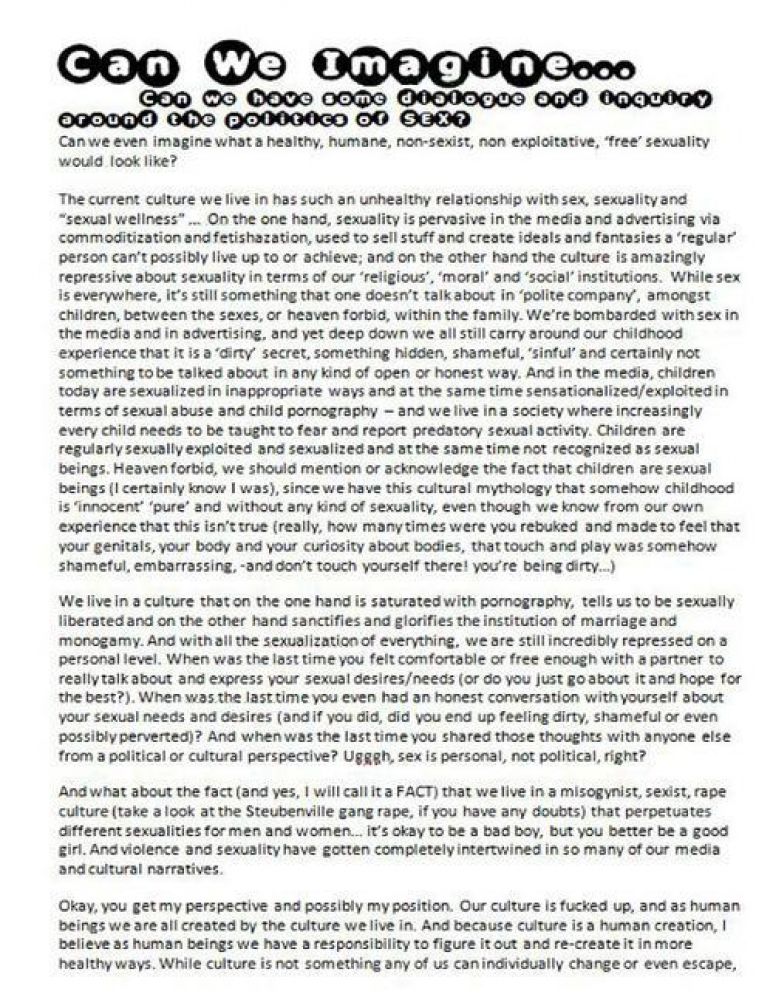 Can We Imagine...
Can we have some dialogue and inquiry
around the politics of SEX?
Can we even imagine what a healthy, humane, non-sexist, non exploitative, 'free' sexuality
would look like?
The current culture we live in has such an unhealthy relationship with sex, sexuality and
"sexual wellness" ... On the one hand, sexuality is pervasive in the media and advertising via
commoditization and fetishazation, used to sell stuff and create ideals and fantasies a 'regular'
person can't possibly live up to or achieve; and on the other hand the culture is amazingly
repressive about sexuality in terms of our 'religious', 'moral' and 'social' institutions. While sex
is everywhere, it's still something that one doesn't talk about in 'polite company', amongst
children, between the sexes, or heaven forbid, within the family. We're bombarded with sex in
the media and in advertising, and yet deep down we all still carry around our childhood
experience that it is a 'dirty' secret, something hidden, shameful, 'sinful' and certainly not
something to be talked about in any kind of open or honest way. And in the media, children
today are sexualized in inappropriate ways and at the same time sensationalized/exploited in
terms of sexual abuse and child pornography – and we live in a society where increasingly
every child needs to be taught to fear and report predatory sexual activity. Children are
regularly sexually exploited and sexualized and at the same time not recognized as sexual
beings. Heaven forbid, we should mention or acknowledge the fact that children are sexual
beings (I certainly know I was), since we have this cultural mythology that somehow childhood
is 'innocent' 'pure' and without any kind of sexuality, even though we know from our own
experience that this isn't true (really, how many times were you rebuked and made to feel that
your genitals, your body and your curiosity about bodies, that touch and play was somehow
shameful, embarrassing, -and don't touch yourself there! you're being dirty...)
We live in a culture that on the one hand is saturated with pornography, tells us to be sexually
liberated and on the other hand sanctifies and glorifies the institution of marriage and
monogamy. And with all the sexualization of everything, we are still incredibly repressed on a
personal level. When was the last time you felt comfortable or free enough with a partner to
really talk about and express your sexual desires/needs (or do you just go about it and hope for
the best?). When was the last time you even had an honest conversation with yourself about
your sexual needs and desires (and if you did, did you end up feeling dirty, shameful or even
possibly perverted)? And when was the last time you shared those thoughts with anyone else
from a political or cultural perspective? Ugggh, sex is personal, not political, right?
And what about the fact (and yes, I will call it a FACT) that we live in a misogynist, sexist, rape
culture (take a look at the Steubenville gang rape, if you have any doubts) that perpetuates
different sexualities for men and women... it's okay to be a bad boy, but you better be a good
girl. And violence and sexuality have gotten completely intertwined in so many of our media
and cultural narratives.
Okay, you get my perspective and possibly my position. Our culture is fucked up, and as human
beings we are all created by the culture we live in. And because culture is a human creation, I
believe as human beings we have a responsibility to figure it out and re-create it in more
healthy ways. While culture is not something any of us can individually change or even escape,